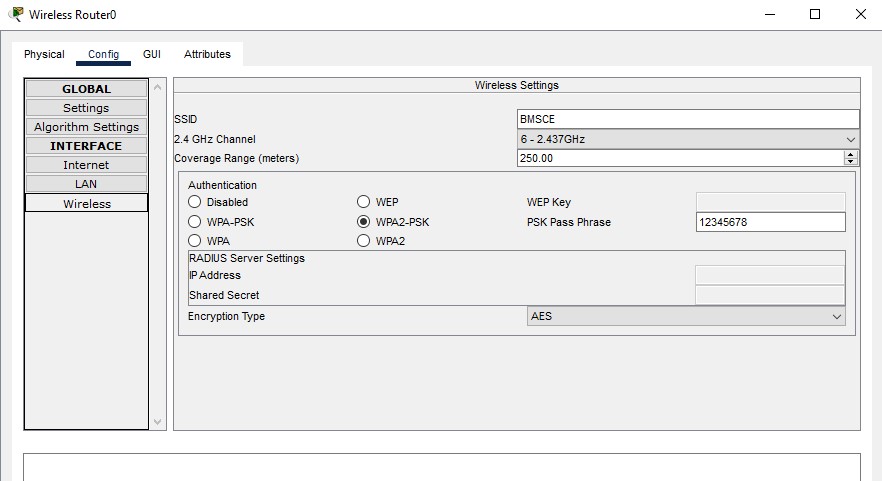 Wireless Router0
Physical Config GUI Attributes
GLOBAL
Settings
Algorithm Settings
INTERFACE
Internet
LAN
Wireless
Wireless Settings
SSID BMSCE
2.4 GHz Channel 6 - 2.437GHz
Coverage Range (meters) 250.00
Authentication
Disabled WEP WEP Key
WPA-PSK WPA2-PSK PSK Pass Phrase 12345678
WPA WPA2
RADIUS Server Settings
IP Address
Shared Secret
Encryption Type AES